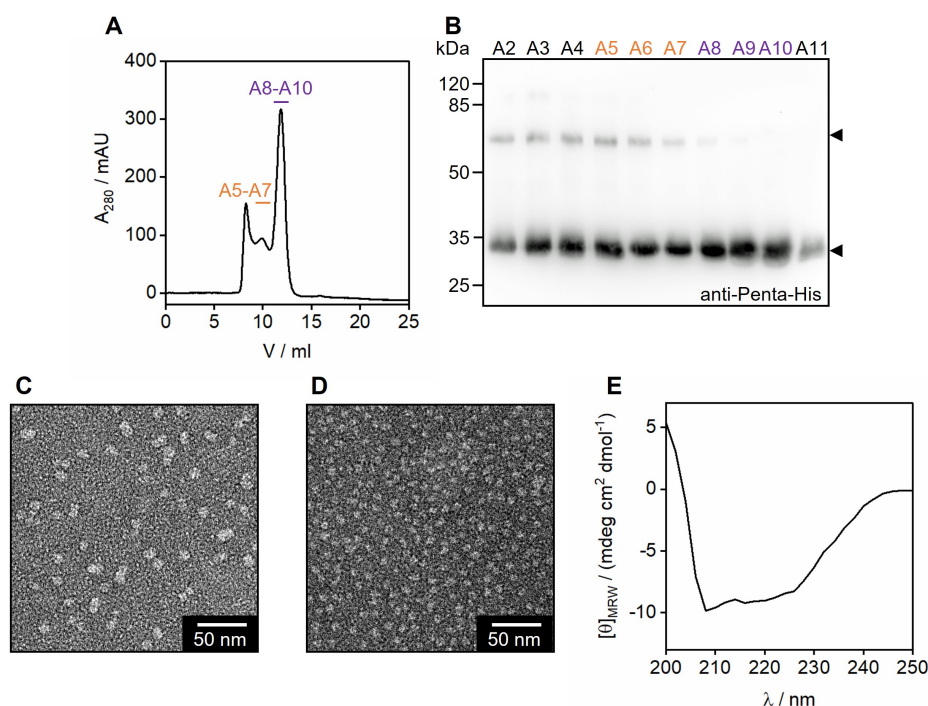 A
A₂₈₀ / mAU
400
300
200
100
0
A8-A10
A5-A7
0 5 10 15 20 25
V / ml
B
kDa A2 A3 A4 A5 A6 A7 A8 A9 A10 A11
120
85
50
35
25
anti-Penta-His
C
50 nm
D
50 nm
E
[θ]MRW / (mdeg cm² dmol⁻¹)
5
0
-5
-10
200 210 220 230 240 250
λ / nm